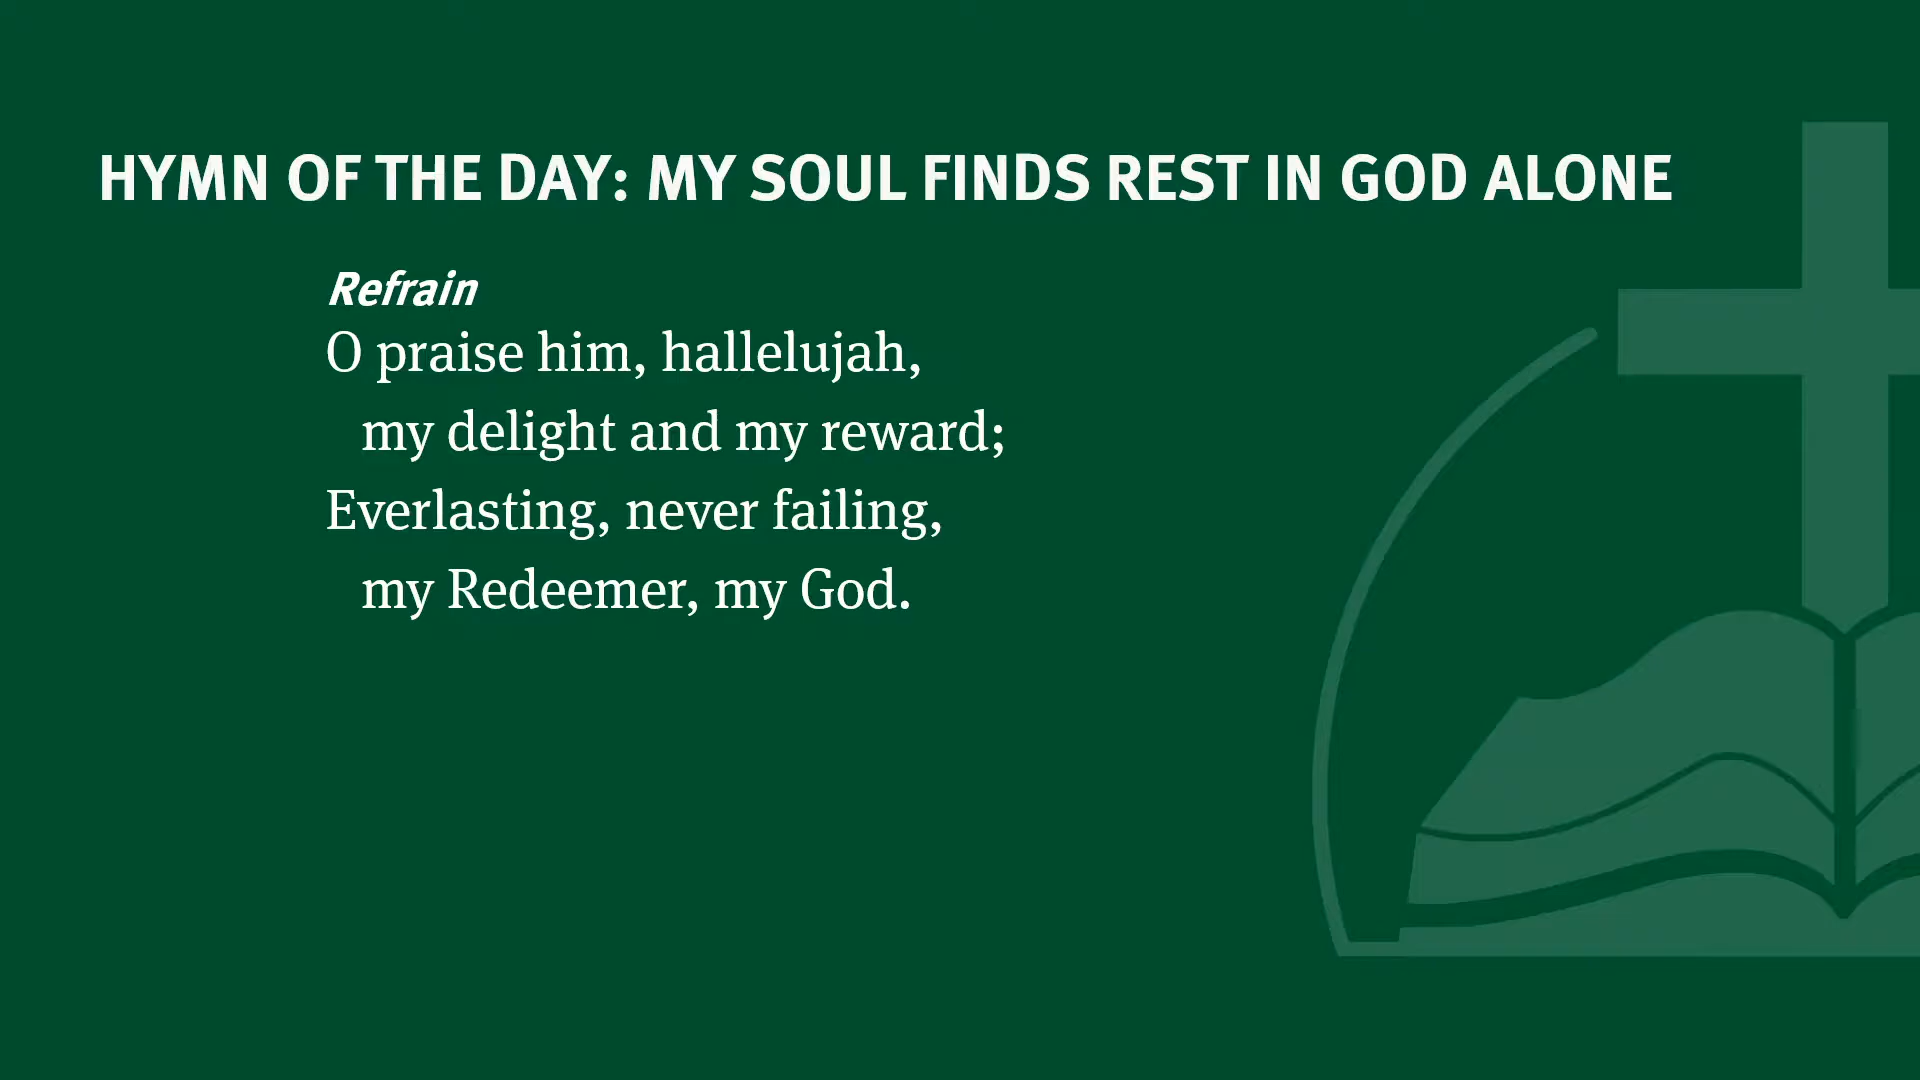 HYMN OF THE DAY: MY SOUL FINDS REST IN GOD ALONE
Refrain
O praise him, hallelujah,
my delight and my reward;
Everlasting, never failing,
my Redeemer, my God.